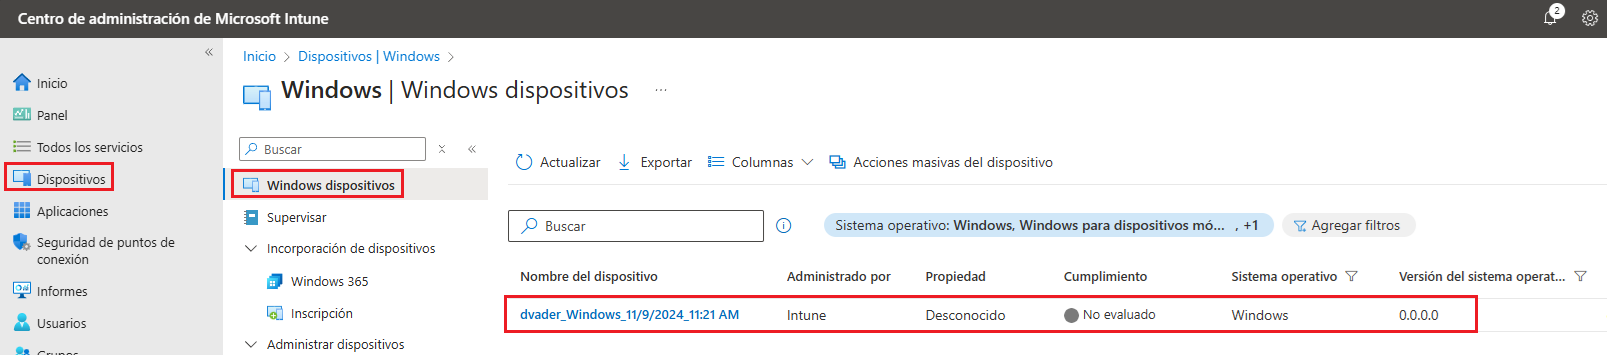 Centro de administración de Microsoft Intune
2
«
Inicio
Panel
Todos los servicios
Dispositivos
Aplicaciones
Seguridad de puntos de
conexión
Informes
Usuarios
Grupos
Inicio > Dispositivos | Windows >
Windows | Windows dispositivos ...
Buscar
«
Windows dispositivos
Supervisar
Incorporación de dispositivos
Windows 365
Inscripción
Administrar dispositivos
Actualizar Exportar Columnas Acciones masivas del dispositivo
Buscar
Sistema operativo: Windows, Windows para dispositivos mó... , +1 Agregar filtros
Nombre del dispositivo Administrado por Propiedad Cumplimiento Sistema operativo Versión del sistema operat...
dvader_Windows_11/9/2024_11:21 AM Intune Desconocido No evaluado Windows 0.0.0.0